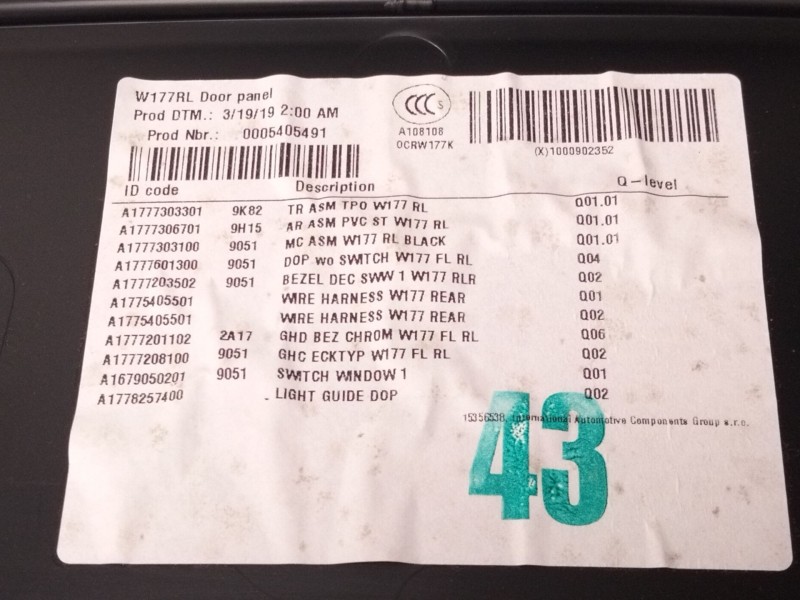 W177RL Door panel
Prod DTM.: 3/19/19 2:00 AM
Prod Nbr.: 0005405491
CCC S
A108108
OCRW177K
(X)1000902352
ID code Description Q-level
A1777303301 9K82 TR ASM TPO W177 RL Q01.01
A1777306701 9H15 AR ASM PVC ST W177 RL Q01.01
A1777303100 9051 MC ASM W177 RL BLACK Q01.01
A1777601300 9051 DOP wo SWITCH W177 FL RL Q04
A1777203502 9051 BEZEL DEC SWW 1 W177 RLR Q02
A1775405501 WIRE HARNESS W177 REAR Q01
A1775405501 WIRE HARNESS W177 REAR Q02
A1777201102 2A17 GHD BEZ CHROM W177 FL RL Q06
A1777208100 9051 GHC ECKTYP W177 FL RL Q02
A1679050201 9051 SWITCH WINDOW 1 Q01
A1778257400 - LIGHT GUIDE DOP Q02
15356538, International Automotive Components Group s.r.o.
43